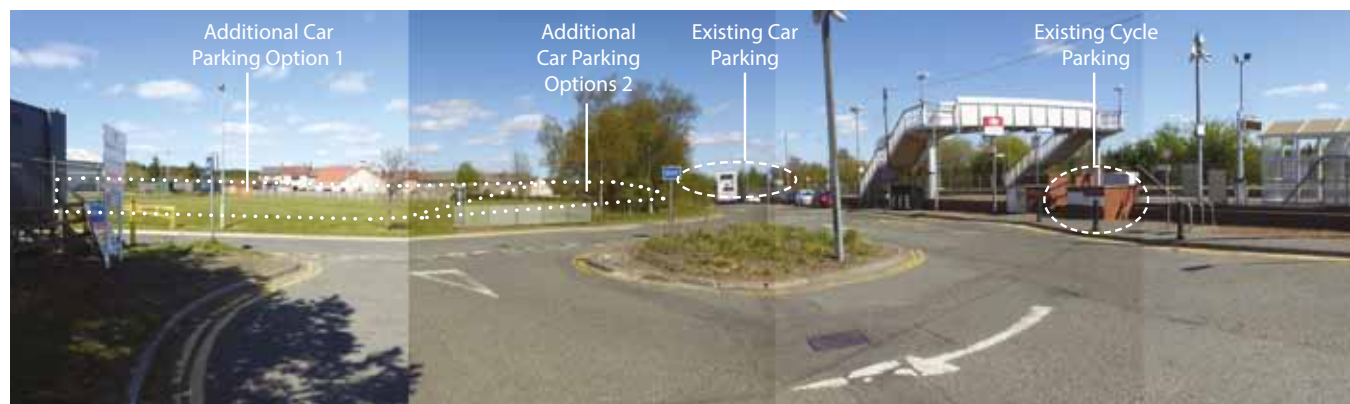 Additional Car
Parking Option 1
Additional
Car Parking
Options 2
Existing Car
Parking
Existing Cycle
Parking